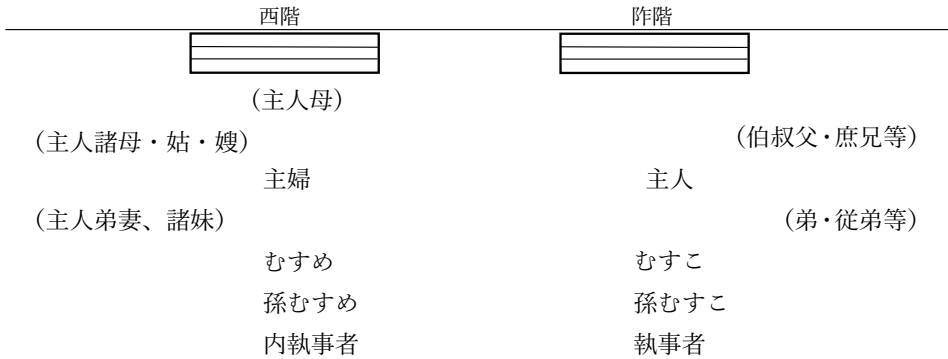 西階 阼階
（主人母）
（主人諸母・姑・嫂） （伯叔父・庶兄等）
主婦 主人
（主人弟妻、諸妹） （弟・従弟等）
むすめ むすこ
孫むすめ 孫むすこ
内執事者 執事者